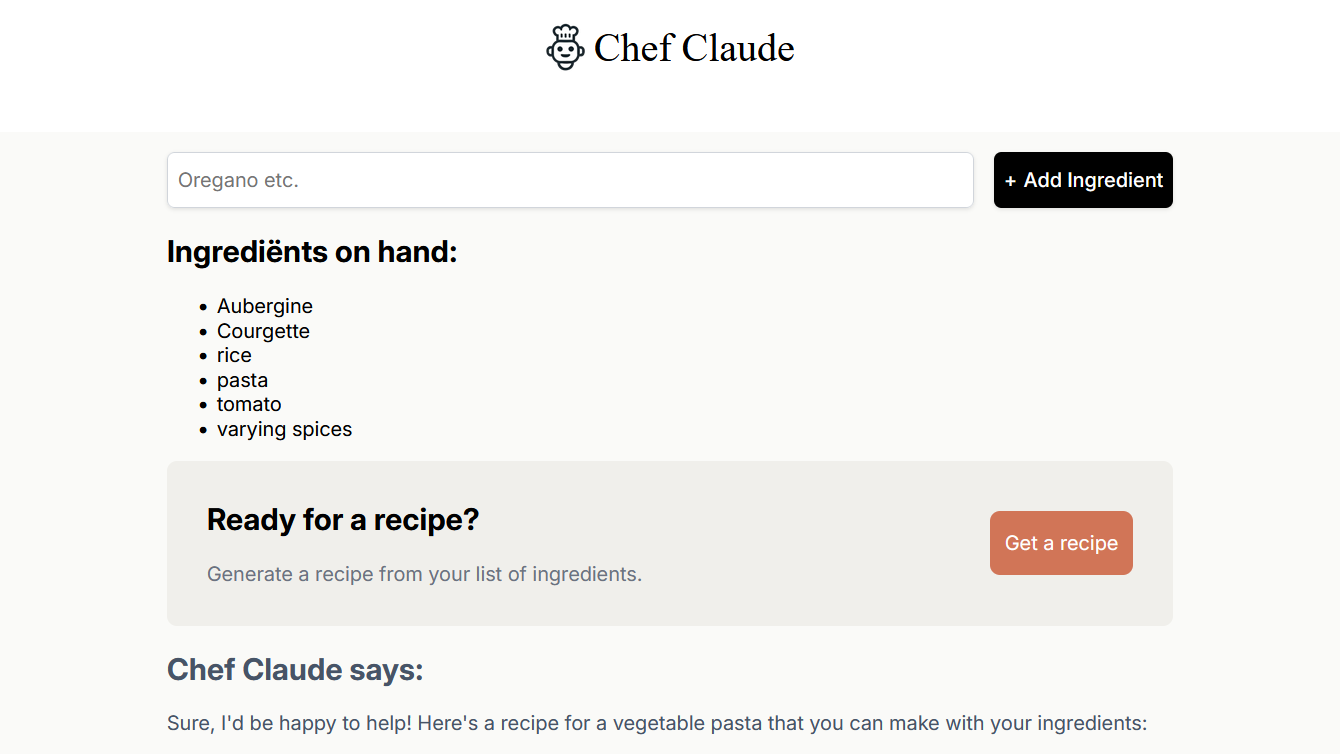 Chef Claude
Oregano etc.
+ Add Ingredient
Ingrediënts on hand:
Aubergine
Courgette
rice
pasta
tomato
varying spices
Ready for a recipe?
Get a recipe
Generate a recipe from your list of ingredients.
Chef Claude says:
Sure, I'd be happy to help! Here's a recipe for a vegetable pasta that you can make with your ingredients: